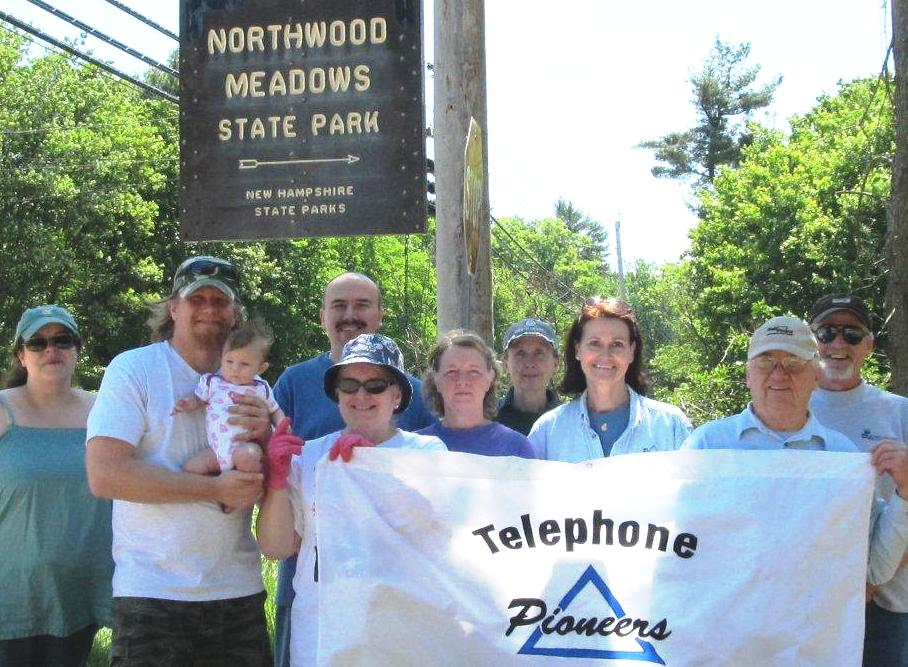 NORTHWOOD
MEADOWS
STATE PARK
NEW HAMPSHIRE
STATE PARKS
Telephone
Pioneers